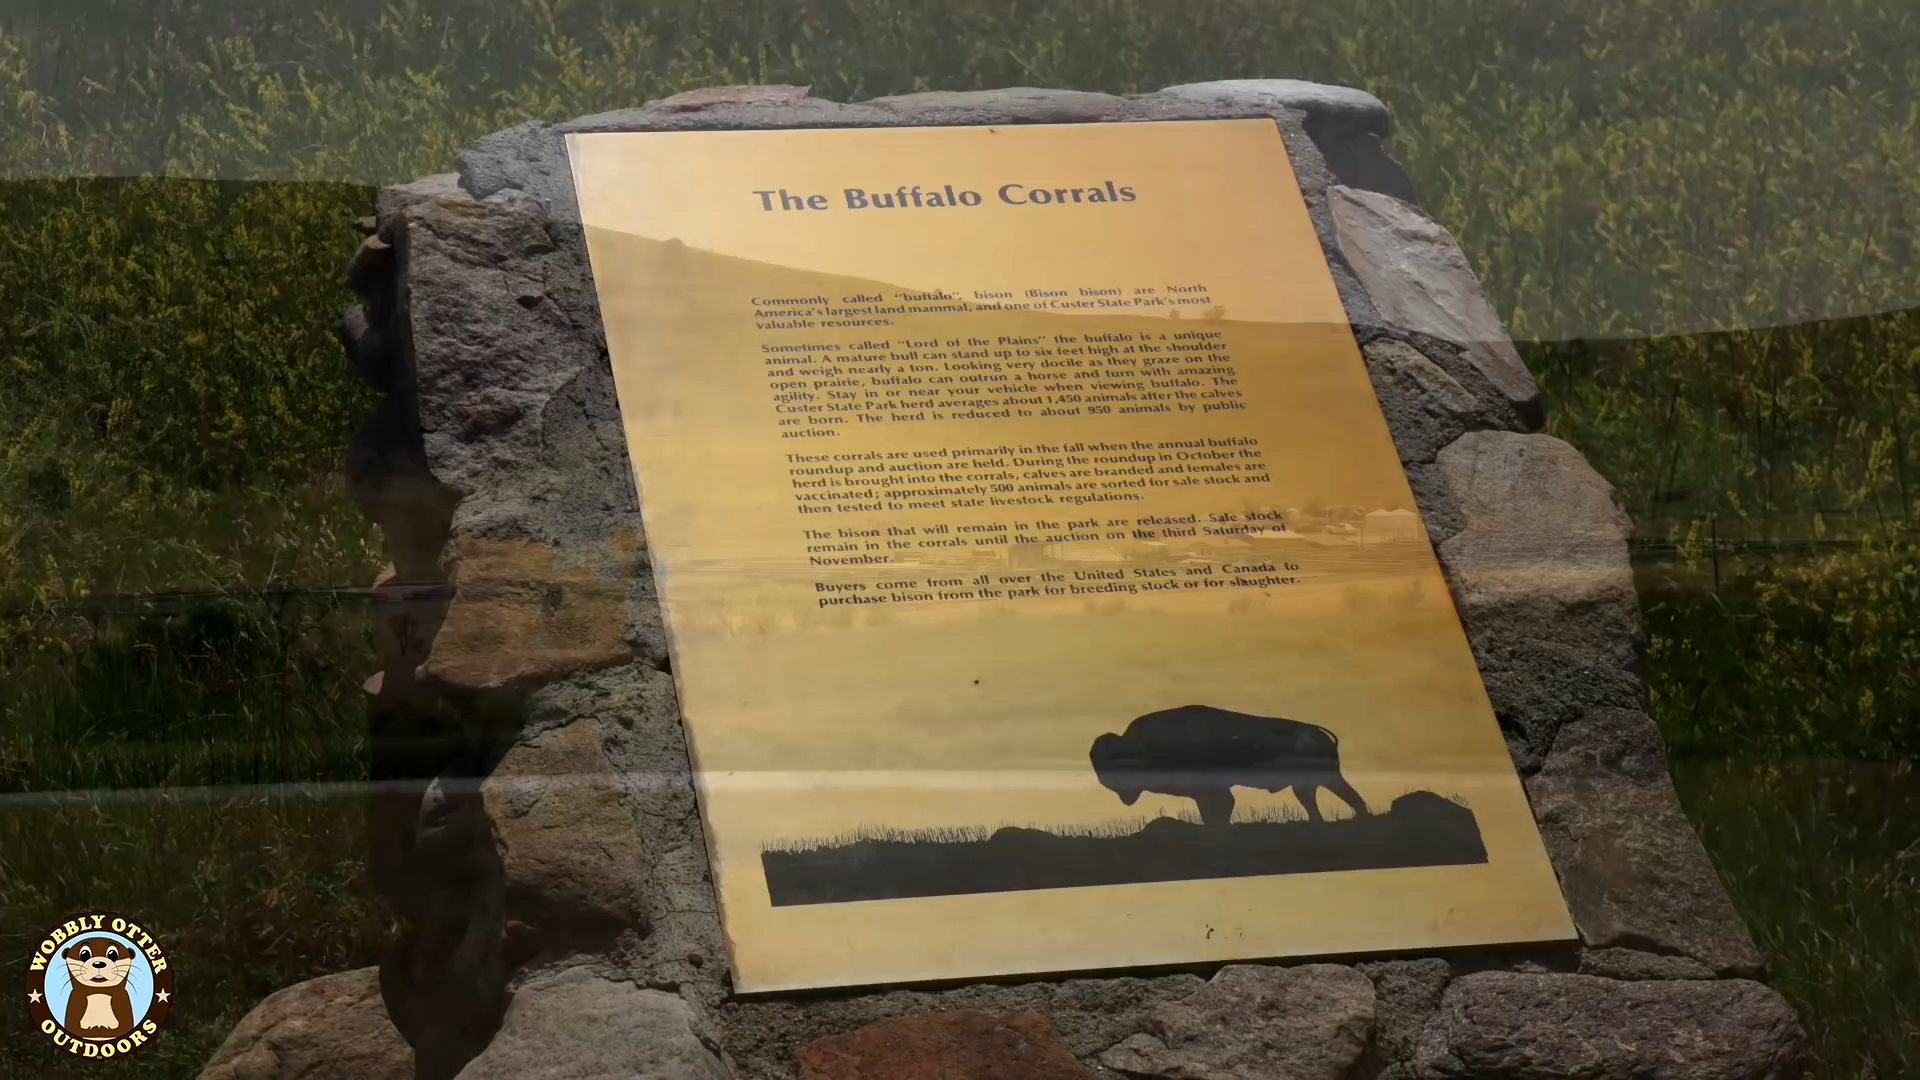 The Buffalo Corrals
Commonly called "buffalo", bison (Bison bison) are North
America's largest land mammal, and one of Custer State Park's most
valuable resources.
Sometimes called "Lord of the Plains" the buffalo is a unique
animal. A mature bull can stand up to six feet high at the shoulder
and weigh nearly a ton. Looking very docile as they graze on the
open prairie, buffalo can outrun a horse and turn with amazing
agility. Stay in or near your vehicle when viewing buffalo. The
Custer State Park herd averages about 1,450 animals after the calves
are born. The herd is reduced to about 950 animals by public
auction.
These corrals are used primarily in the fall when the annual buffalo
roundup and auction are held. During the roundup in October the
herd is brought into the corrals, calves are branded and females are
vaccinated; approximately 500 animals are sorted for sale stock and
then tested to meet state livestock regulations.
The bison that will remain in the park are released. Sale stock
remain in the corrals until the auction on the third Saturday of
November.
Buyers come from all over the United States and Canada to
purchase bison from the park for breeding stock or for slaughter.
WOBBLY OTTER
OUTDOORS